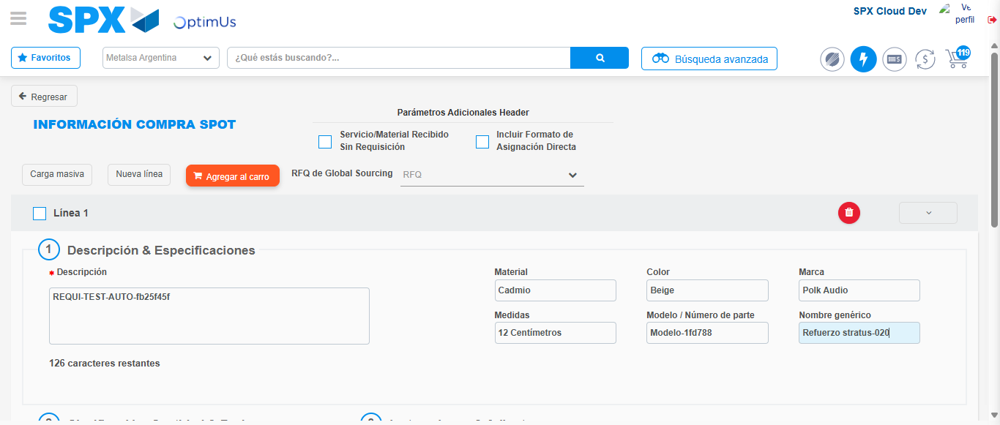 SPX OptimUs
SPX Cloud Dev
Ve
perfil
Favoritos
Metalsa Argentina
¿Qué estás buscando?...
Búsqueda avanzada
119
Regresar
INFORMACIÓN COMPRA SPOT
Parámetros Adicionales Header
Servicio/Material Recibido
Sin Requisición
Incluir Formato de
Asignación Directa
Carga masiva
Nueva línea
Agregar al carro
RFQ de Global Sourcing
RFQ
Línea 1
1 Descripción & Especificaciones
* Descripción
REQUI-TEST-AUTO-fb25f45f
126 caracteres restantes
Material
Color
Marca
Cadmio
Beige
Polk Audio
Medidas
Modelo / Número de parte
Nombre genérico
12 Centímetros
Modelo-1fd788
Refuerzo stratus-020